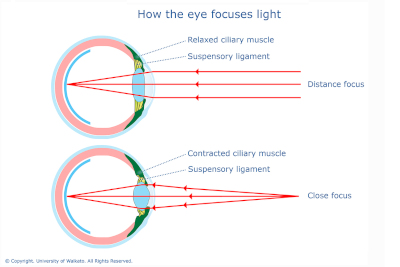 How the eye focuses light
Relaxed ciliary muscle
Suspensory ligament
Distance focus
Contracted ciliary muscle
Suspensory ligament
Close focus
© Copyright. University of Waikato. All Rights Reserved.